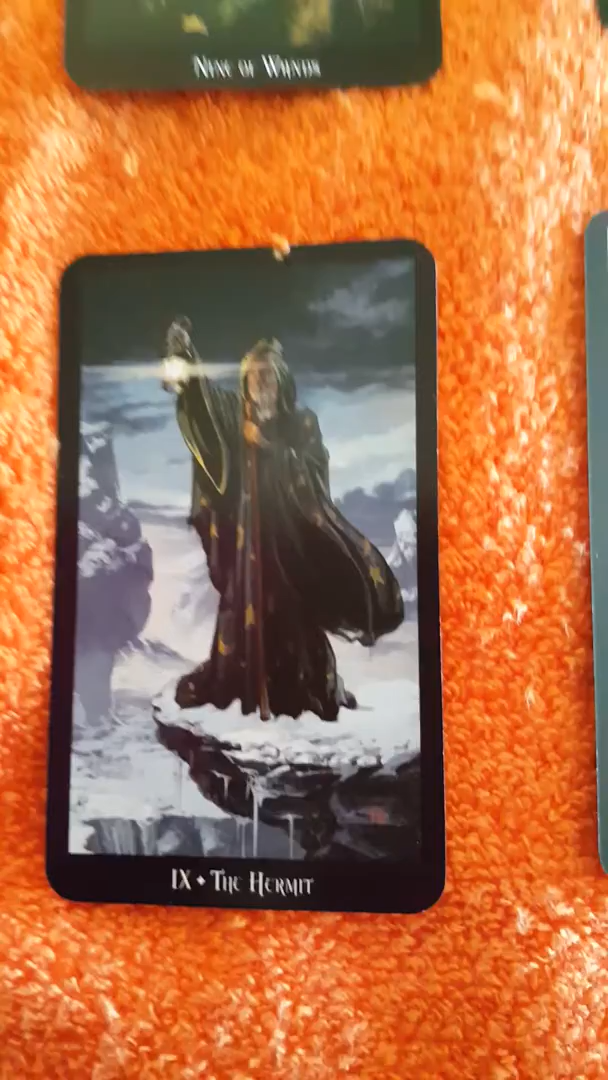 Nine of Wands
IX • The Hermit